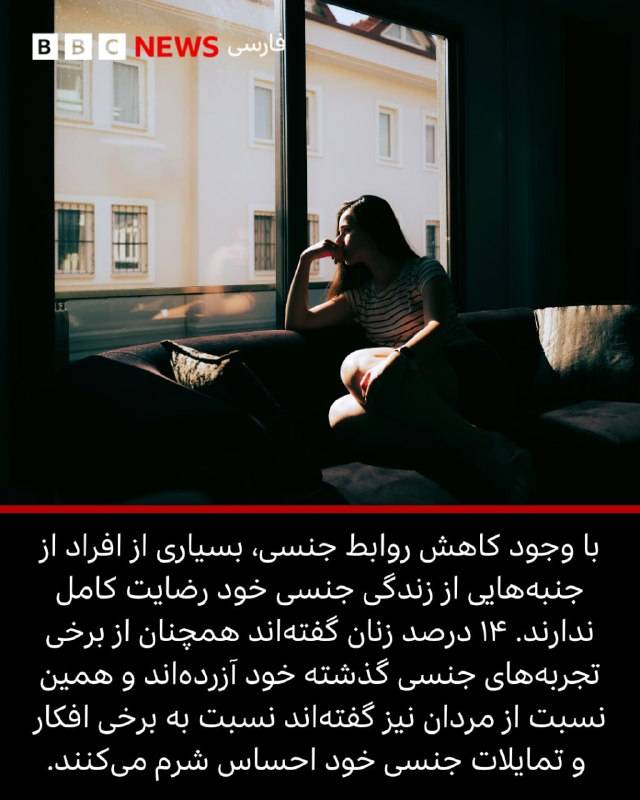 BBC NEWS فارسی
با وجود کاهش روابط جنسی، بسیاری از افراد از
جنبه‌هایی از زندگی جنسی خود رضایت کامل
ندارند. ۱۴ درصد زنان گفته‌اند همچنان از برخی
تجربه‌های جنسی گذشته خود آزرده‌اند و همین
نسبت از مردان نیز گفته‌اند نسبت به برخی افکار
و تمایلات جنسی خود احساس شرم می‌کنند.